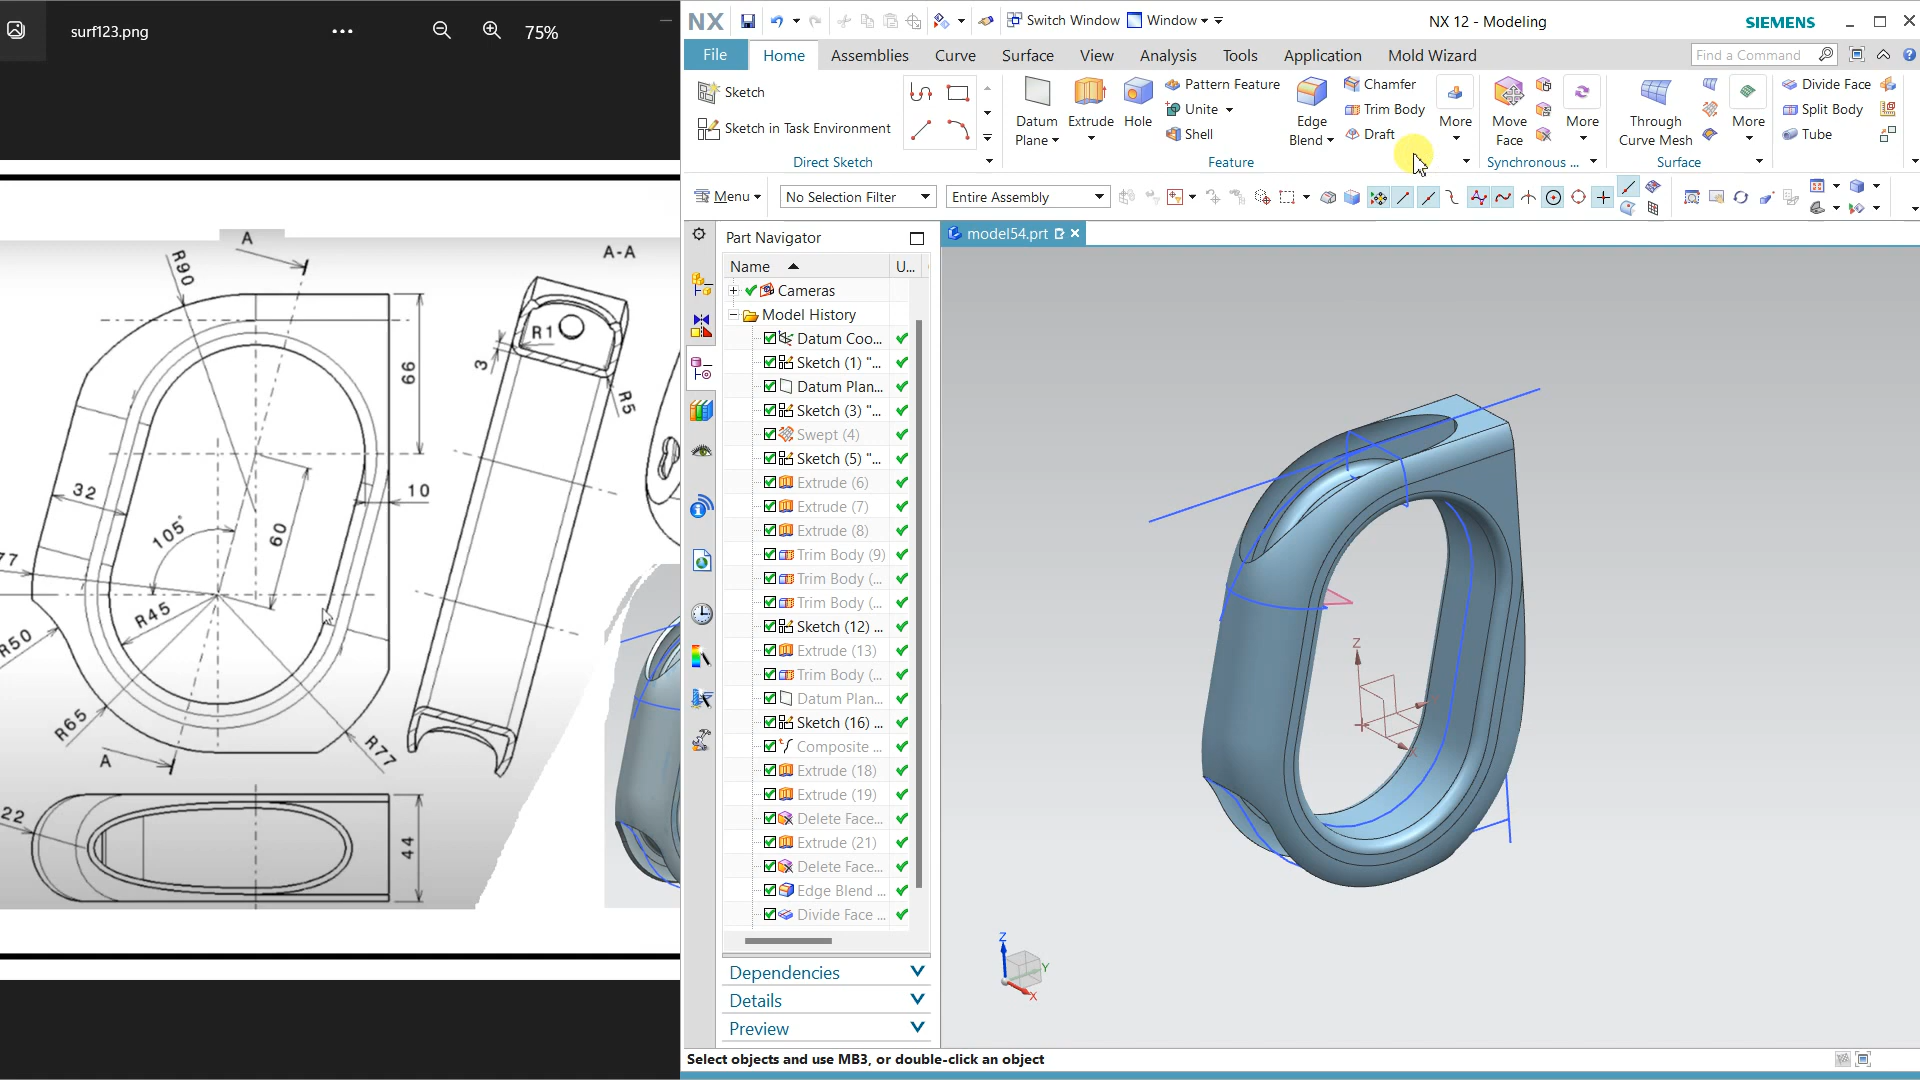 surf123.png
75%
A
A-A
R90
R1
3
R5
66
32
10
105°
60
77
R45
R50
R65
R77
A
22
44
NX
Switch Window
Window
NX 12 - Modeling
SIEMENS
File
Home
Assemblies
Curve
Surface
View
Analysis
Tools
Application
Mold Wizard
Find a Command
Sketch
Sketch in Task Environment
Direct Sketch
Datum Plane
Extrude
Hole
Pattern Feature
Unite
Shell
Edge Blend
Chamfer
Trim Body
Draft
More
Feature
Move Face
More
Synchronous ...
Through Curve Mesh
More
Surface
Divide Face
Split Body
Tube
Menu
No Selection Filter
Entire Assembly
Part Navigator
model54.prt
Name
U...
Cameras
Model History
Datum Coo...
Sketch (1) "...
Datum Plan...
Sketch (3) "...
Swept (4)
Sketch (5) "...
Extrude (6)
Extrude (7)
Extrude (8)
Trim Body (9)
Trim Body (...
Trim Body (...
Sketch (12) ...
Extrude (13)
Trim Body (...
Datum Plan...
Sketch (16) ...
Composite ...
Extrude (18)
Extrude (19)
Delete Face...
Extrude (21)
Delete Face...
Edge Blend ...
Divide Face ...
Dependencies
Details
Preview
Z
X
Z
Y
X
Select objects and use MB3, or double-click an object